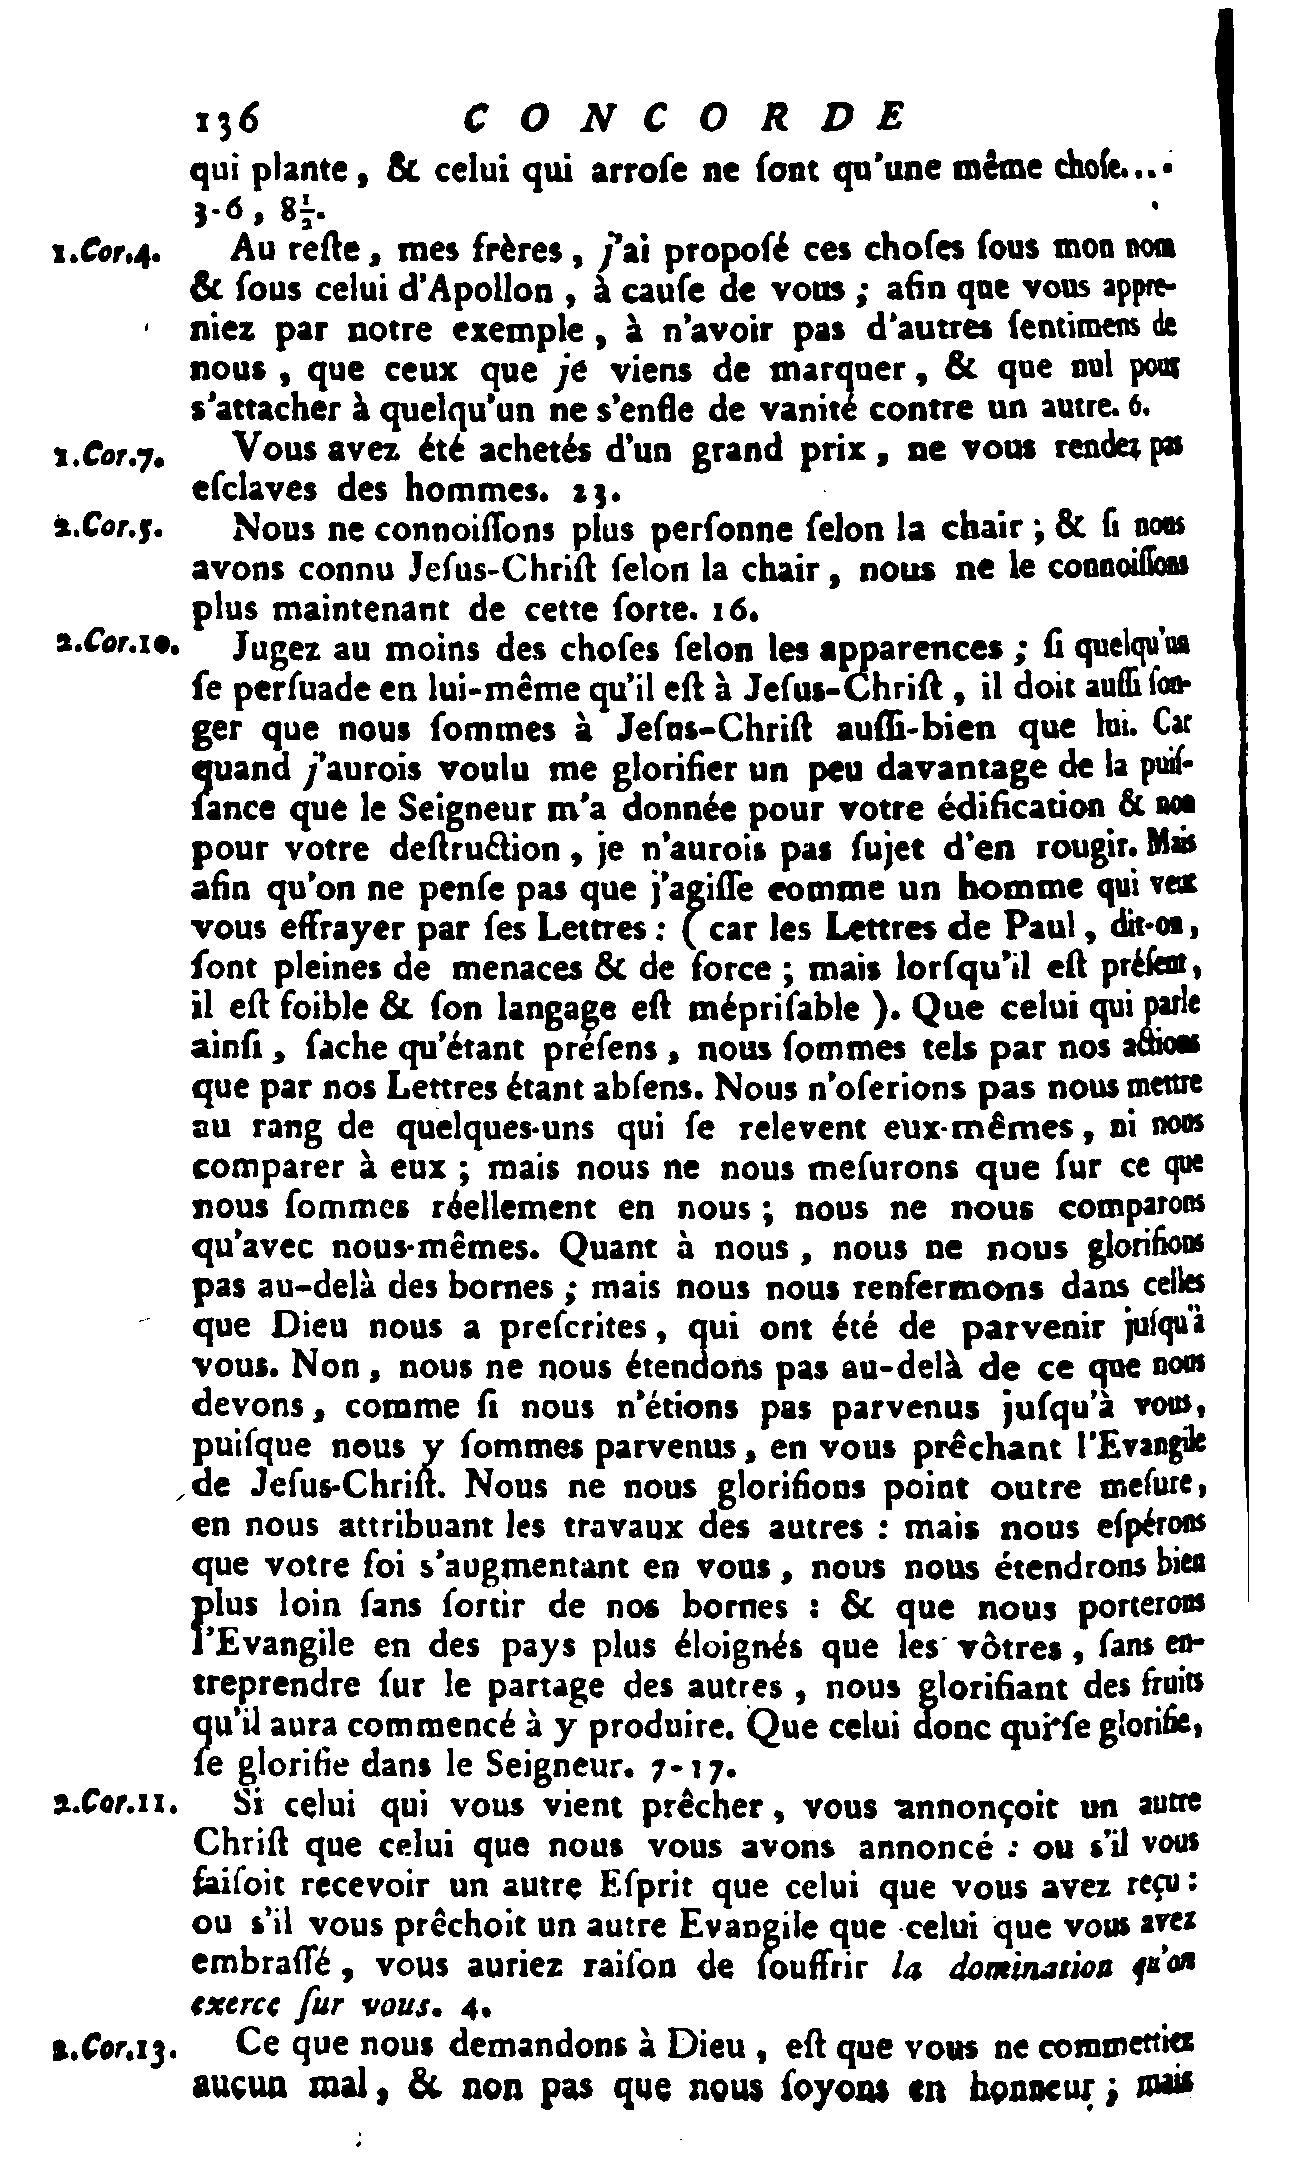 136 CONCORDE
qui plante, & celui qui arroſe ne ſont qu'une même choſe....
3-6, 8½.
1.Cor.4. Au reſte, mes frères, j'ai propoſé ces choſes ſous mon nom
& ſous celui d'Apollon, à cauſe de vous; afin que vous appre-
niez par notre exemple, à n'avoir pas d'autres ſentimens de
nous, que ceux que je viens de marquer, & que nul pour
s'attacher à quelqu'un ne s'enfle de vanité contre un autre. 6.
1.Cor.7. Vous avez été achetés d'un grand prix, ne vous rendez pas
eſclaves des hommes. 23.
2.Cor.5. Nous ne connoiſſons plus perſonne ſelon la chair; & ſi nous
avons connu Jeſus-Chriſt ſelon la chair, nous ne le connoiſſons
plus maintenant de cette ſorte. 16.
2.Cor.10. Jugez au moins des choſes ſelon les apparences; ſi quelqu'un
ſe perſuade en lui-même qu'il eſt à Jeſus-Chriſt, il doit auſſi ſon-
ger que nous ſommes à Jeſus-Chriſt auſſi-bien que lui. Car
quand j'aurois voulu me glorifier un peu davantage de la puiſ-
ſance que le Seigneur m'a donnée pour votre édification & non
pour votre deſtruction, je n'aurois pas ſujet d'en rougir. Mais
afin qu'on ne penſe pas que j'agiſſe comme un homme qui veut
vous effrayer par ſes Lettres: (car les Lettres de Paul, dit-on,
ſont pleines de menaces & de force; mais lorſqu'il eſt préſent,
il eſt foible & ſon langage eſt mépriſable). Que celui qui parle
ainſi, ſache qu'étant préſens, nous ſommes tels par nos actions
que par nos Lettres étant abſens. Nous n'oſerions pas nous mettre
au rang de quelques-uns qui ſe relevent eux-mêmes, ni nous
comparer à eux; mais nous ne nous meſurons que ſur ce que
nous ſommes réellement en nous; nous ne nous comparons
qu'avec nous-mêmes. Quant à nous, nous ne nous glorifions
pas au-delà des bornes; mais nous nous renfermons dans celles
que Dieu nous a preſcrites, qui ont été de parvenir juſqu'à
vous. Non, nous ne nous étendons pas au-delà de ce que nous
devons, comme ſi nous n'étions pas parvenus juſqu'à vous,
puiſque nous y ſommes parvenus, en vous prêchant l'Evangile
de Jeſus-Chriſt. Nous ne nous glorifions point outre meſure,
en nous attribuant les travaux des autres: mais nous eſpérons
que votre foi s'augmentant en vous, nous nous étendrons bien
plus loin ſans ſortir de nos bornes: & que nous porterons
l'Evangile en des pays plus éloignés que les vôtres, ſans en-
treprendre ſur le partage des autres, nous glorifiant des fruits
qu'il aura commencé à y produire. Que celui donc qui ſe glorifie,
ſe glorifie dans le Seigneur. 7-17.
2.Cor.11. Si celui qui vous vient prêcher, vous annonçoit un autre
Chriſt que celui que nous vous avons annoncé: ou s'il vous
faiſoit recevoir un autre Eſprit que celui que vous avez reçu:
ou s'il vous prêchoit un autre Evangile que celui que vous avez
embraſſé, vous auriez raiſon de ſouffrir la domination qu'on
exerce ſur vous. 4.
2.Cor.13. Ce que nous demandons à Dieu, eſt que vous ne commettiez
aucun mal, & non pas que nous ſoyons en honneur; mais